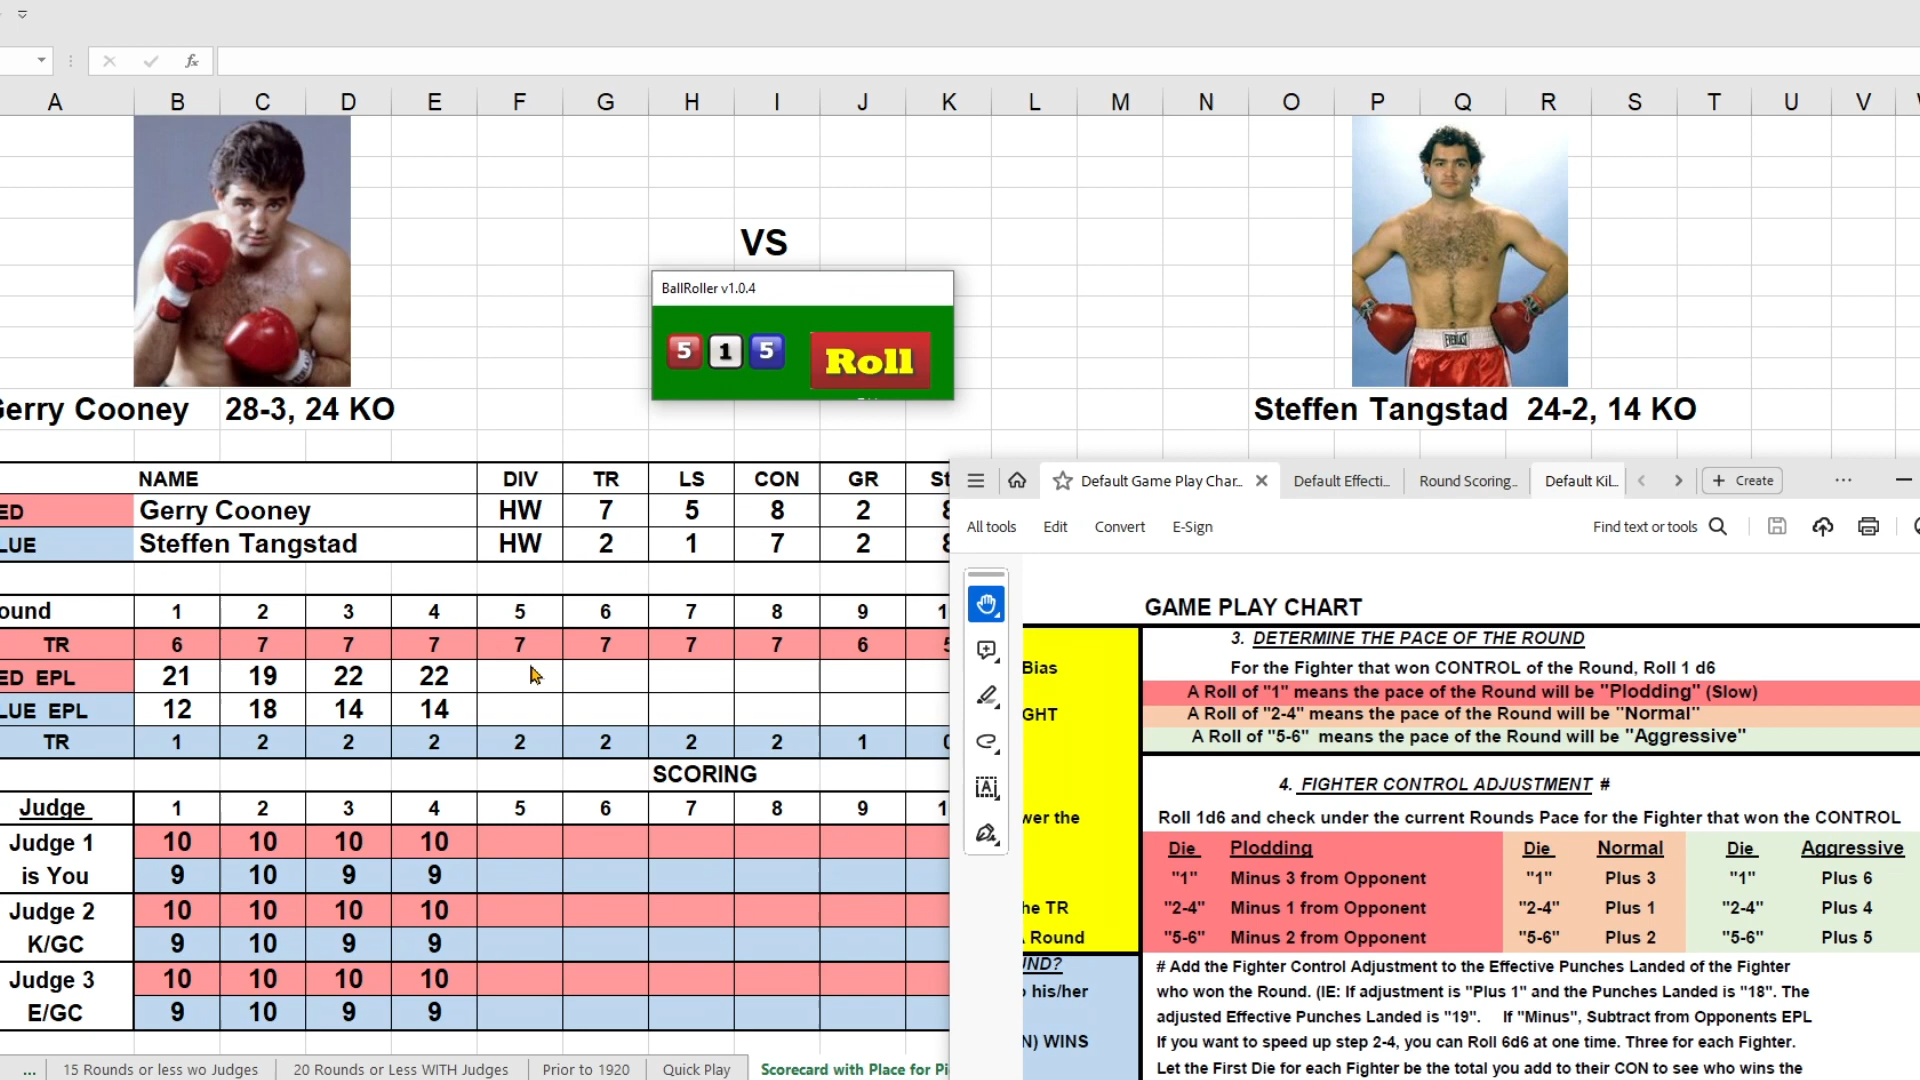 A B C D E F G H I J K L M N O P Q R S T U V
EVERLAST
VS
BallRoller v1.0.4
5 1 5 Roll
Gerry Cooney 28-3, 24 KO
Steffen Tangstad 24-2, 14 KO
NAME DIV TR LS CON GR St
ED Gerry Cooney HW 7 5 8 2 8
LUE Steffen Tangstad HW 2 1 7 2 8
ound 1 2 3 4 5 6 7 8 9 1
TR 6 7 7 7 7 7 7 7 6 5
ED EPL 21 19 22 22
LUE EPL 12 18 14 14
TR 1 2 2 2 2 2 2 2 1 0
SCORING
Judge 1 2 3 4 5 6 7 8 9 1
Judge 1 10 10 10 10
is You 9 10 9 9
Judge 2 10 10 10 10
K/GC 9 10 9 9
Judge 3 10 10 10 10
E/GC 9 10 9 9
... 15 Rounds or less wo Judges 20 Rounds or Less WITH Judges Prior to 1920 Quick Play Scorecard with Place for Pi
Default Game Play Char... Default Effecti... Round Scoring... Default Kil... + Create ...
All tools Edit Convert E-Sign Find text or tools
GAME PLAY CHART
3. DETERMINE THE PACE OF THE ROUND
Bias For the Fighter that won CONTROL of the Round, Roll 1 d6
A Roll of "1" means the pace of the Round will be "Plodding" (Slow)
GHT A Roll of "2-4" means the pace of the Round will be "Normal"
A Roll of "5-6" means the pace of the Round will be "Aggressive"
4. FIGHTER CONTROL ADJUSTMENT #
wer the Roll 1d6 and check under the current Rounds Pace for the Fighter that won the CONTROL
Die Plodding Die Normal Die Aggressive
"1" Minus 3 from Opponent "1" Plus 3 "1" Plus 6
he TR "2-4" Minus 1 from Opponent "2-4" Plus 1 "2-4" Plus 4
A Round "5-6" Minus 2 from Opponent "5-6" Plus 2 "5-6" Plus 5
UND? # Add the Fighter Control Adjustment to the Effective Punches Landed of the Fighter
his/her who won the Round. (IE: If adjustment is "Plus 1" and the Punches Landed is "18". The
adjusted Effective Punches Landed is "19". If "Minus", Subtract from Opponents EPL
N) WINS If you want to speed up step 2-4, you can Roll 6d6 at one time. Three for each Fighter.
Let the First Die for each Fighter be the total you add to their CON to see who wins the